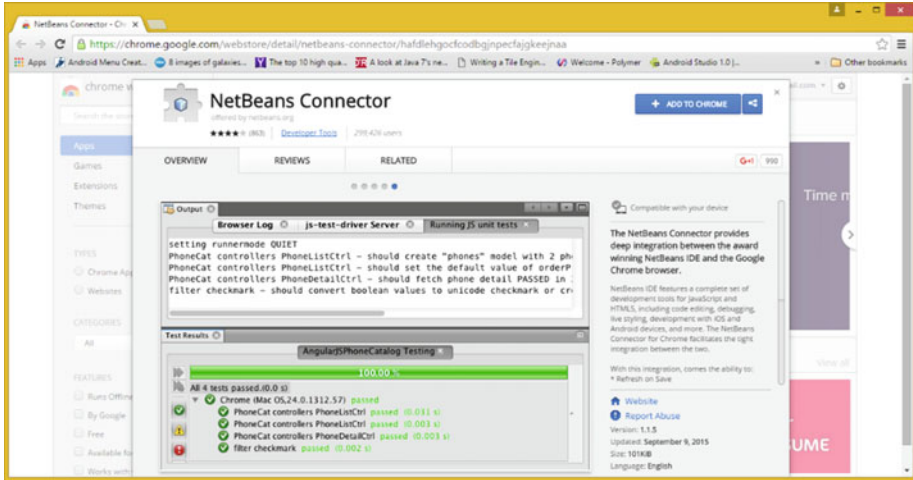 NetBeans Connector - Ch
https://chrome.google.com/webstore/detail/netbeans-connector/hafdlehgocfcodbgjnpecfajgkeejnaa
Apps Android Menu Creat... 8 images of galaxies... The top 10 high qua... A look at Java 7's ne... Writing a Tile Engin... Welcome - Polymer Android Studio 1.0 |... Other bookmarks
chrome w
Search the store
Apps
Games
Extensions
Themes
TYPES
Chrome App
Websites
CATEGORIES
All
FEATURES
Runs Offline
By Google
Free
Available for
Works with
NetBeans Connector
offered by netbeans.org
(863) Developer Tools 299,426 users
+ ADD TO CHROME
OVERVIEW REVIEWS RELATED
G+1 990
Output
Browser Log js-test-driver Server Running JS unit tests
setting runnermode QUIET
PhoneCat controllers PhoneListCtrl - should create "phones" model with 2 pho
PhoneCat controllers PhoneListCtrl - should set the default value of orderP
PhoneCat controllers PhoneDetailCtrl - should fetch phone detail PASSED in
filter checkmark - should convert boolean values to unicode checkmark or cr
Test Results
AngularJSPhoneCatalog Testing
100.00 %
All 4 tests passed.(0.0 s)
Chrome (Mac OS,24.0.1312.57) passed
PhoneCat controllers PhoneListCtrl passed (0.031 s)
PhoneCat controllers PhoneListCtrl passed (0.003 s)
PhoneCat controllers PhoneDetailCtrl passed (0.003 s)
filter checkmark passed (0.002 s)
Compatible with your device
The NetBeans Connector provides
deep integration between the award
winning NetBeans IDE and the Google
Chrome browser.
NetBeans IDE features a complete set of
development tools for JavaScript and
HTML5, including code editing, debugging,
live styling, development with iOS and
Android devices, and more. The NetBeans
Connector for Chrome facilitates the tight
integration between the two.
With this integration, comes the ability to:
* Refresh on Save
Website
Report Abuse
Version: 1.1.5
Updated: September 9, 2015
Size: 101KiB
Language: English
Time m
View all
UME